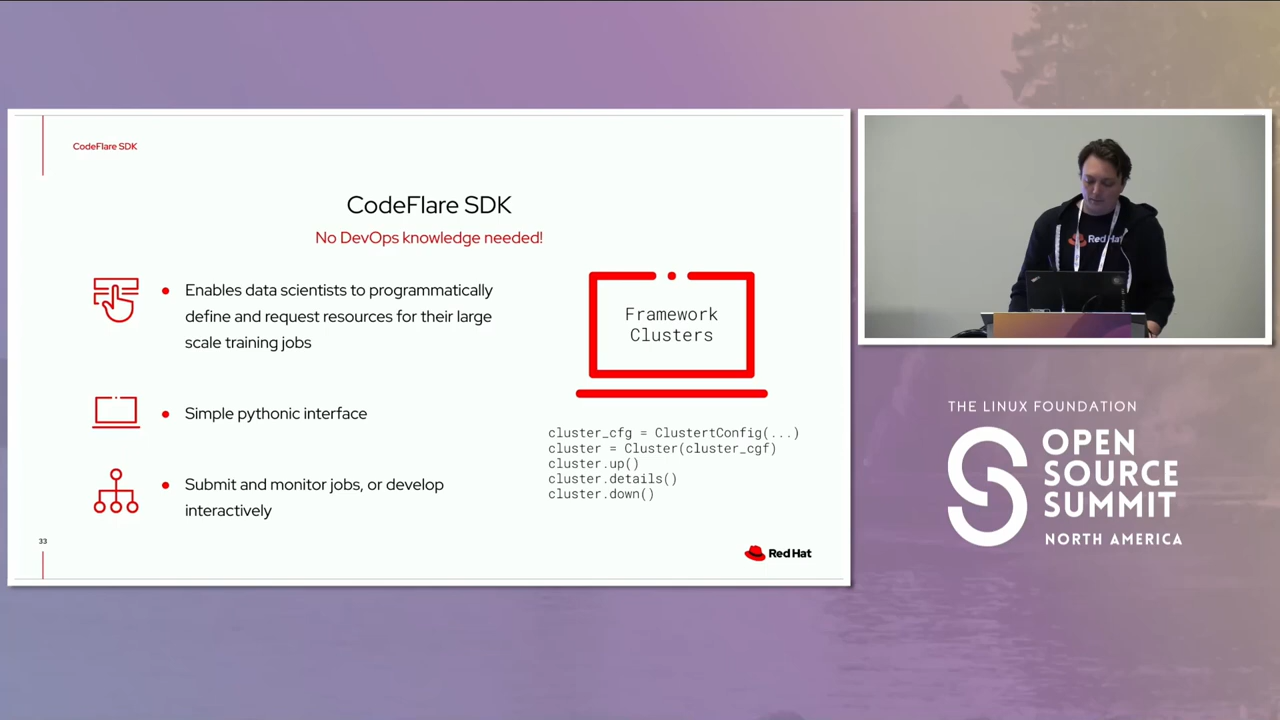 CodeFlare SDK
CodeFlare SDK
No DevOps knowledge needed!
Enables data scientists to programmatically
define and request resources for their large
scale training jobs
Simple pythonic interface
Submit and monitor jobs, or develop
interactively
Framework
Clusters
cluster_cfg = ClustertConfig(...)
cluster = Cluster(cluster_cgf)
cluster.up()
cluster.details()
cluster.down()
33
Red Hat
Red Hat
THE LINUX FOUNDATION
OPEN
SOURCE
SUMMIT
NORTH AMERICA